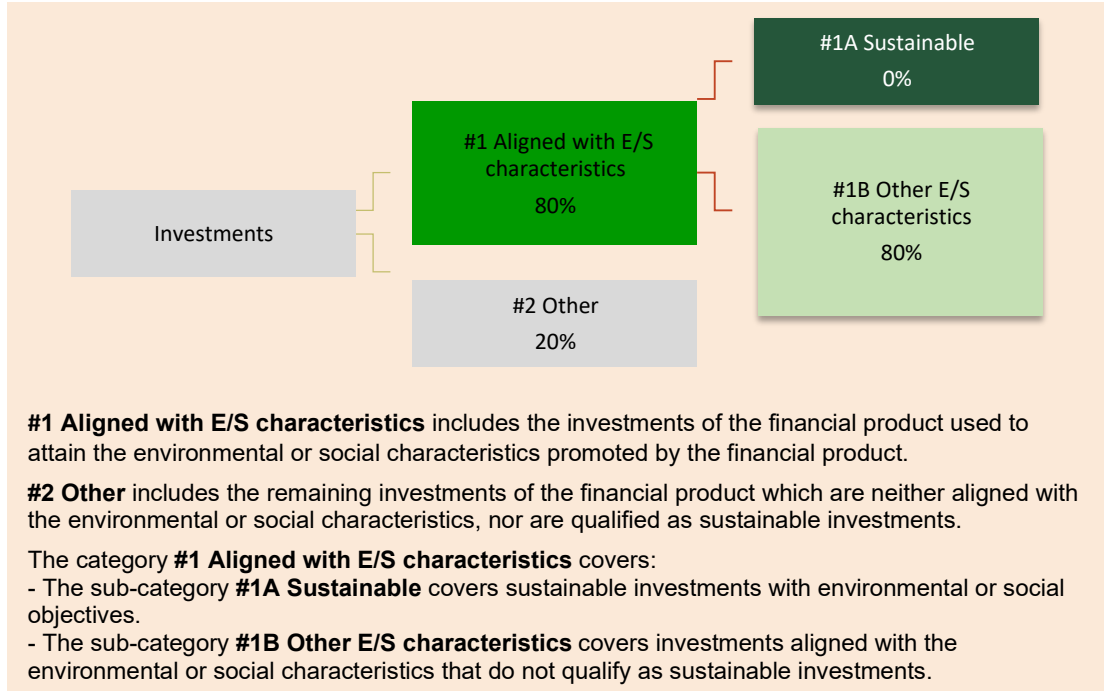 #1A Sustainable
0%
#1 Aligned with E/S
characteristics
80%
#1B Other E/S
characteristics
80%
Investments
#2 Other
20%
#1 Aligned with E/S characteristics includes the investments of the financial product used to
attain the environmental or social characteristics promoted by the financial product.
#2 Other includes the remaining investments of the financial product which are neither aligned with
the environmental or social characteristics, nor are qualified as sustainable investments.
The category #1 Aligned with E/S characteristics covers:
- The sub-category #1A Sustainable covers sustainable investments with environmental or social
objectives.
- The sub-category #1B Other E/S characteristics covers investments aligned with the
environmental or social characteristics that do not qualify as sustainable investments.